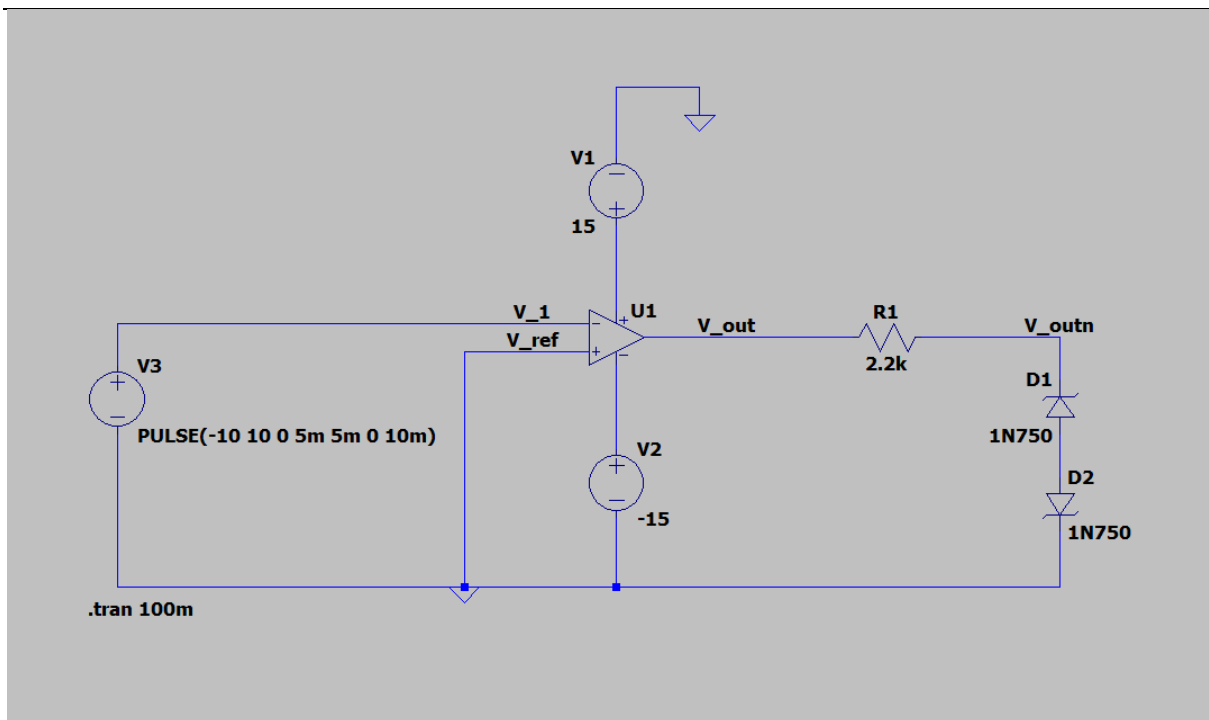 V1
15
U1
V_1
V_ref
V_out
R1
2.2k
V_outn
V3
PULSE(-10 10 0 5m 5m 0 10m)
D1
1N750
V2
-15
D2
1N750
.tran 100m